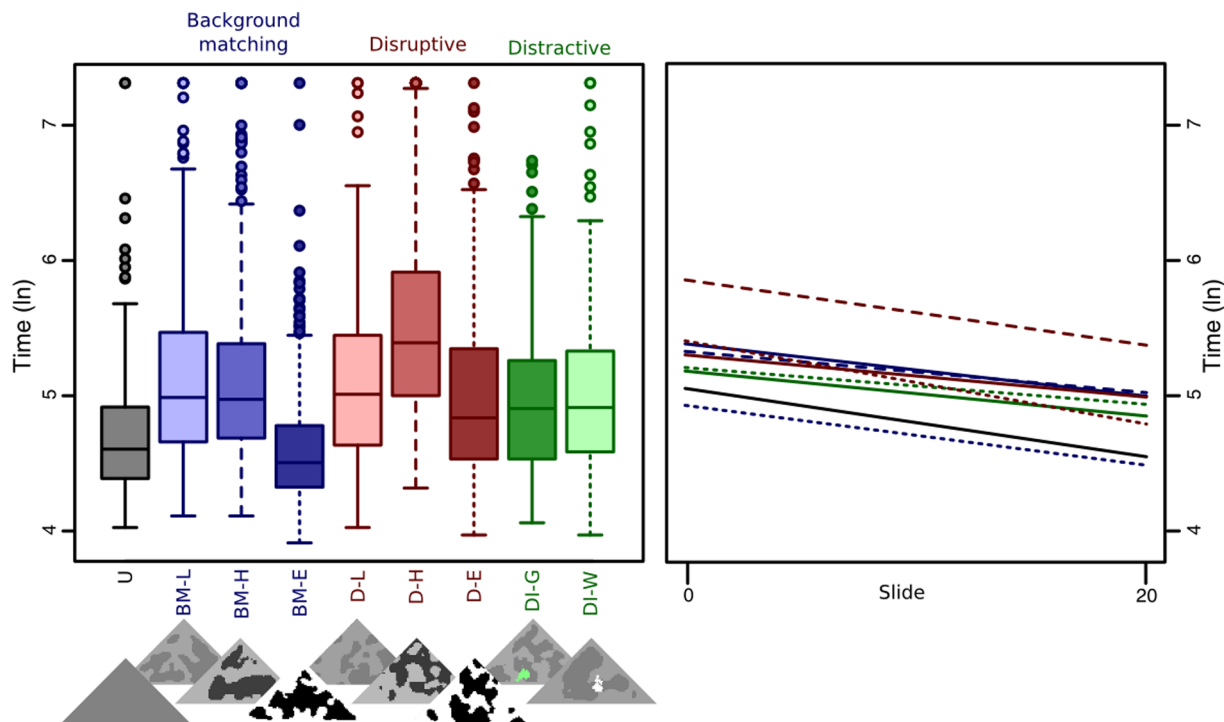 Background
matching
Disruptive
Distractive
7
6
5
4
Time (ln)
U
BM-L
BM-H
BM-E
D-L
D-H
D-E
DI-G
DI-W
7
6
5
4
Time (ln)
0
Slide
20